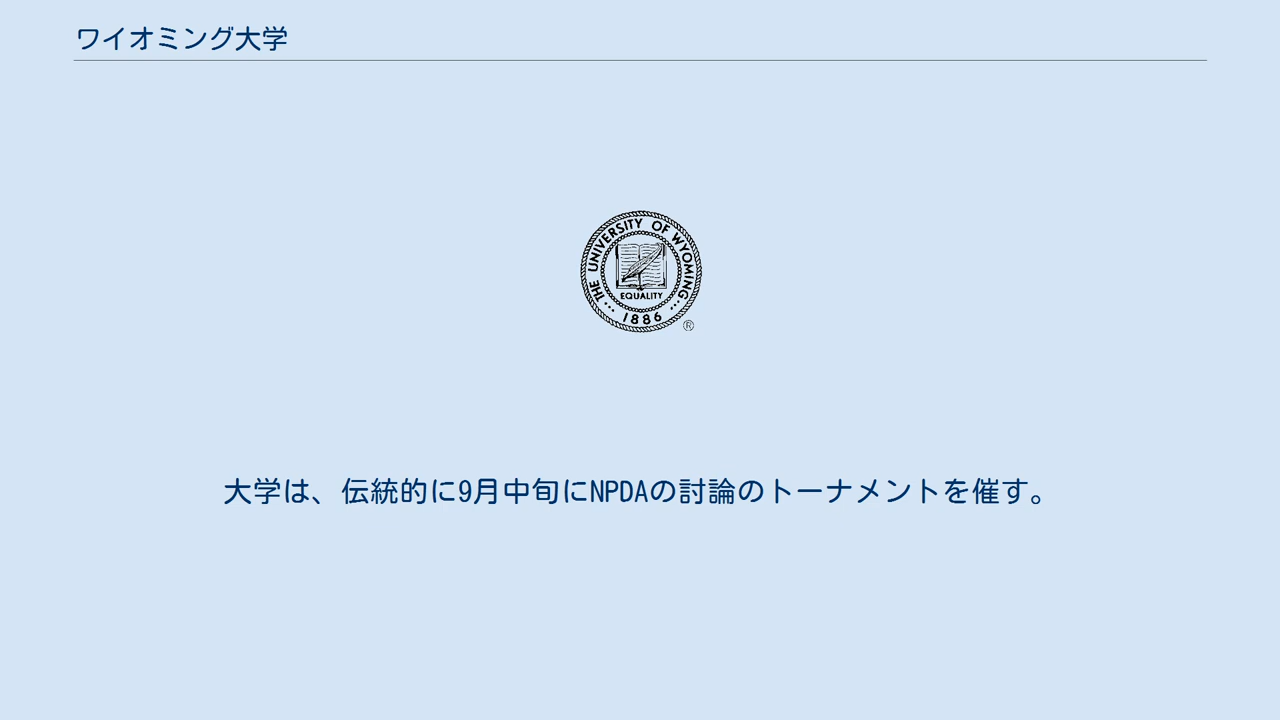 ワイオミング大学
THE UNIVERSITY OF WYOMING
EQUALITY
1886
®
大学は、伝統的に9月中旬にNPDAの討論のトーナメントを催す。